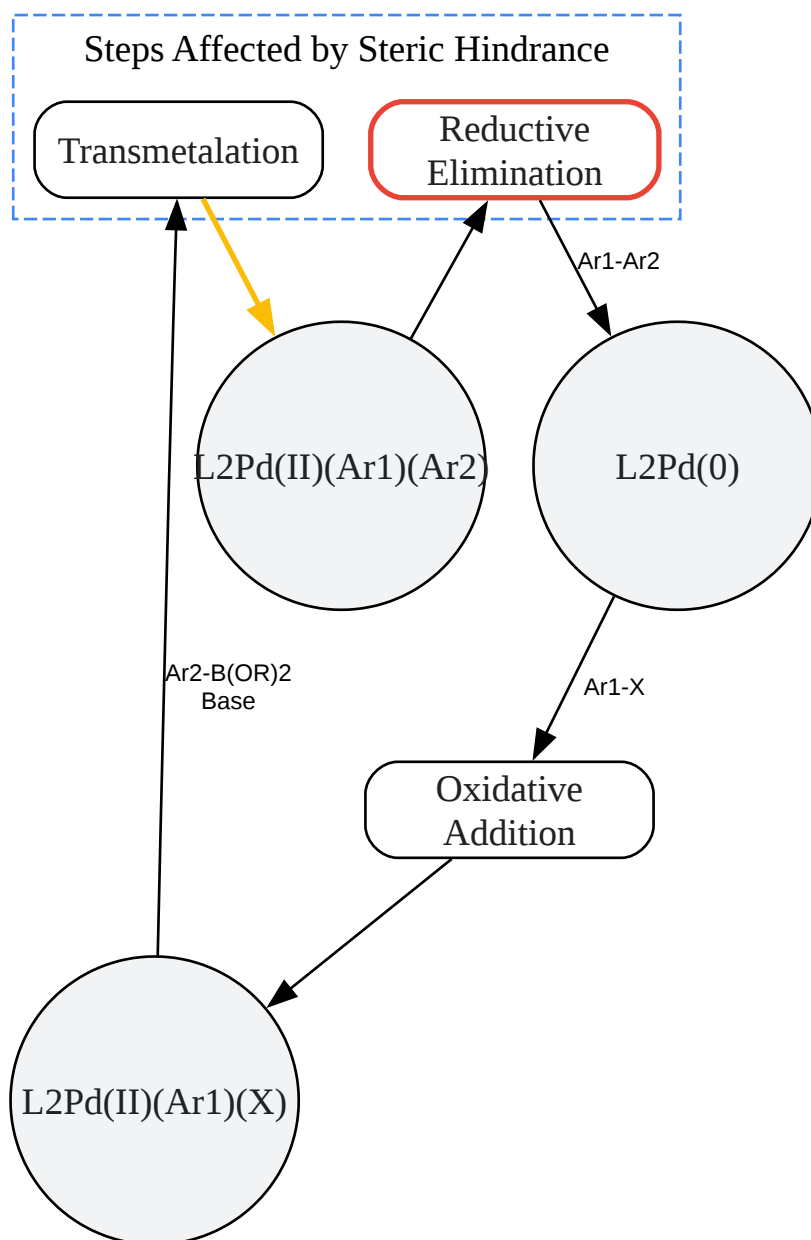 Steps Affected by Steric Hindrance
Transmetalation
Reductive
Elimination
Ar1-Ar2
L2Pd(II)(Ar1)(Ar2)
L2Pd(0)
Ar2-B(OR)2
Base
Ar1-X
Oxidative
Addition
L2Pd(II)(Ar1)(X)